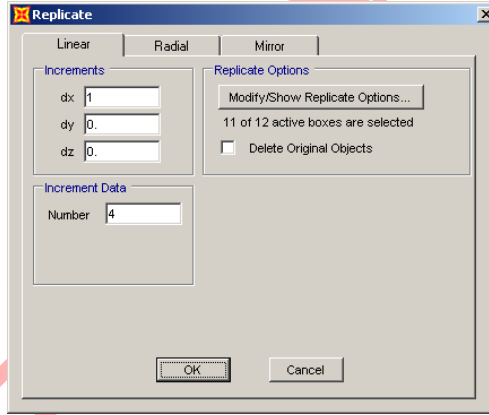 Replicate
Linear Radial Mirror
Increments
dx 1
dy 0.
dz 0.
Replicate Options
Modify/Show Replicate Options...
11 of 12 active boxes are selected
Delete Original Objects
Increment Data
Number 4
OK Cancel